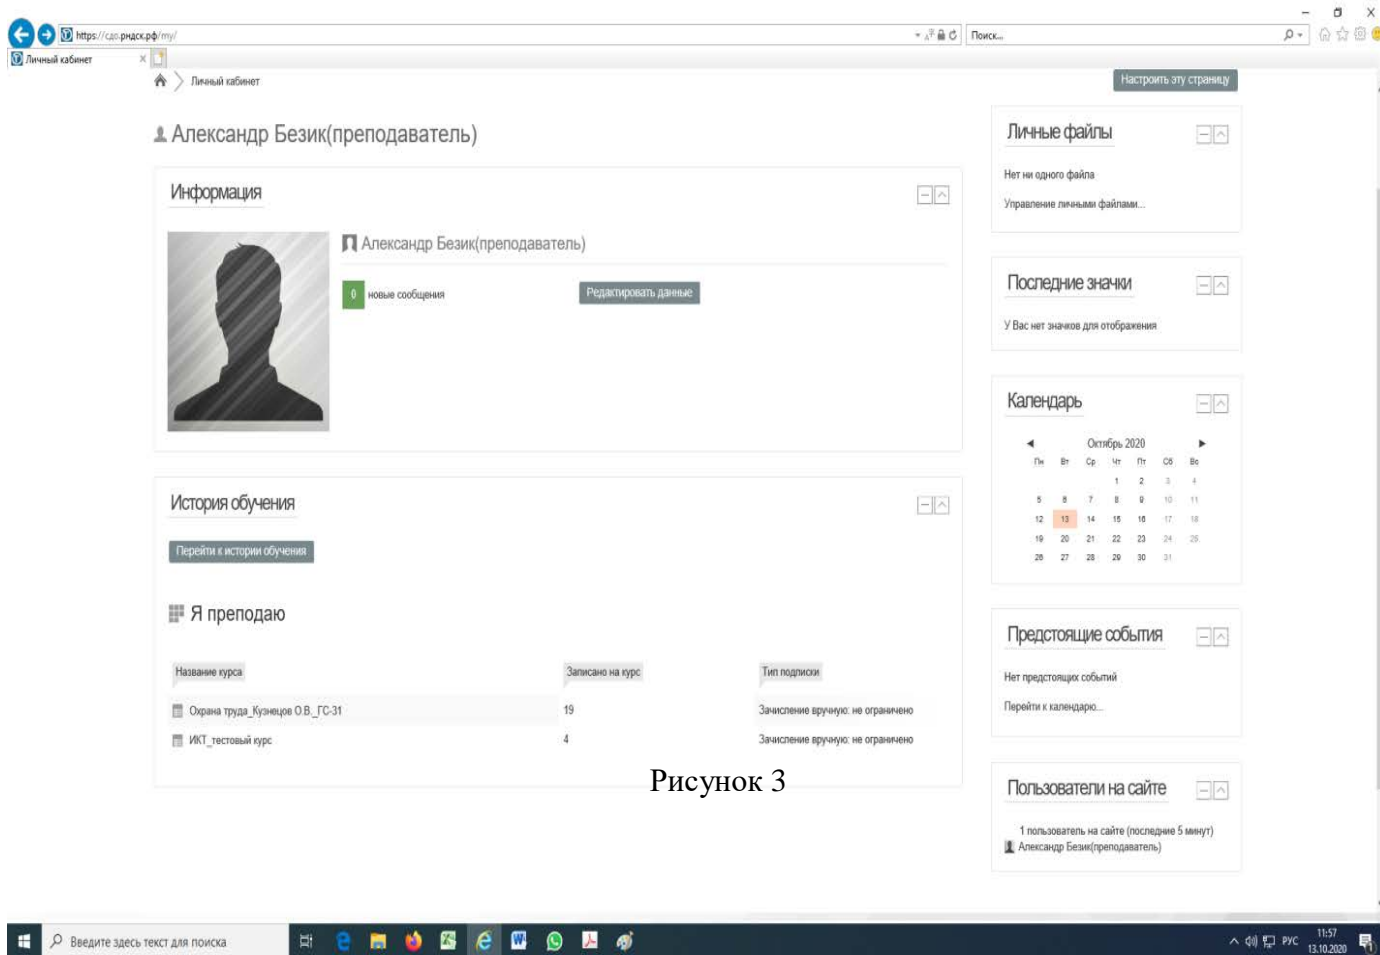 https://сдо.рндск.рф/my/
Поиск...
Личный кабинет
Личный кабинет
Настроить эту страницу
Александр Безик(преподаватель)
Информация
Александр Безик(преподаватель)
0 новые сообщения
Редактировать данные
История обучения
Перейти к истории обучения
Я преподаю
Название курса Записано на курс Тип подписки
Охрана труда_Кузнецов О.В._ГС-31 19 Зачисление вручную: не ограничено
ИКТ_тестовый курс 4 Зачисление вручную: не ограничено
Рисунок 3
Личные файлы
Нет ни одного файла
Управление личными файлами...
Последние значки
У Вас нет значков для отображения
Календарь
Октябрь 2020
Пн Вт Ср Чт Пт Сб Вс
1 2 3 4
5 6 7 8 9 10 11
12 13 14 15 16 17 18
19 20 21 22 23 24 25
26 27 28 29 30 31
Предстоящие события
Нет предстоящих событий
Перейти к календарю...
Пользователи на сайте
1 пользователь на сайте (последние 5 минут)
Александр Безик(преподаватель)
Введите здесь текст для поиска
РУС
11:57
13.10.2020